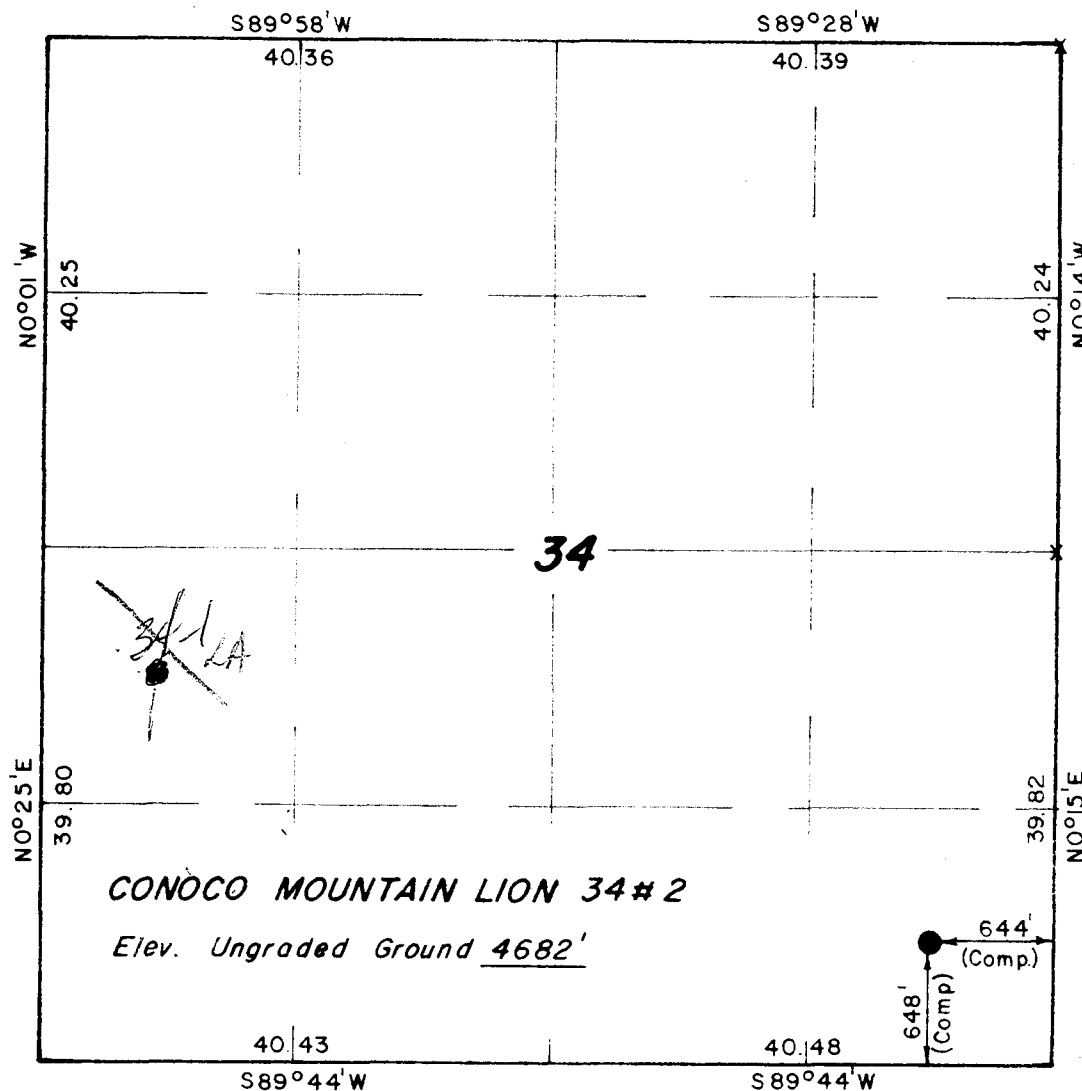 S89°58'W
S89°28'W
40.36
40.39
N0°01'W
40.25
40.24
N0°14'W
34
34-1
N0°25'E
39.80
39.82
N0°15'E
CONOCO MOUNTAIN LION 34#2
Elev. Ungraded Ground 4682'
644'
(Comp.)
648'
(Comp)
40.43
40.48
S89°44'W
S89°44'W